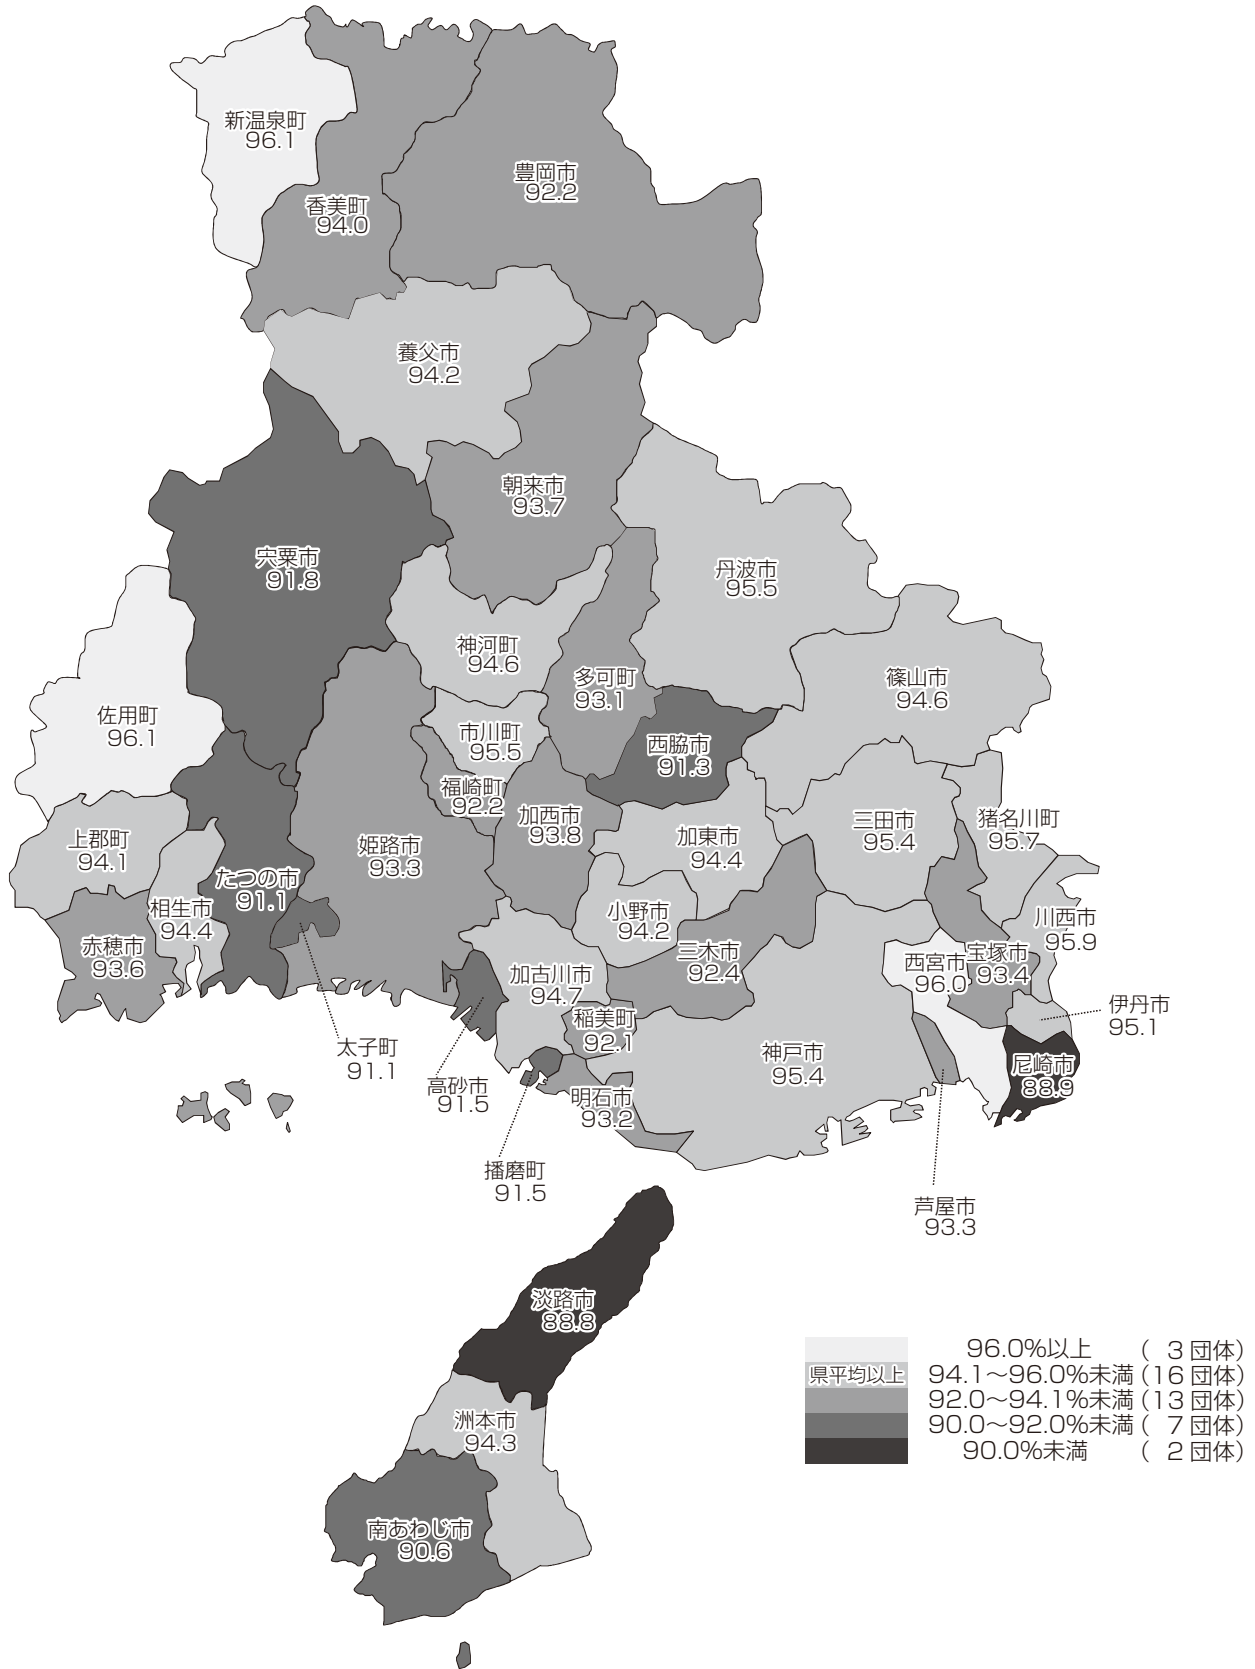 新温泉町
96.1
豊岡市
92.2
香美町
94.0
養父市
94.2
朝来市
93.7
宍粟市
91.8
丹波市
95.5
神河町
94.6
多可町
93.1
篠山市
94.6
佐用町
96.1
市川町
95.5
西脇市
91.3
福崎町
92.2
加西市
93.8
加東市
94.4
三田市
95.4
猪名川町
95.7
上郡町
94.1
姫路市
93.3
たつの市
91.1
相生市
94.4
小野市
94.2
川西市
95.9
赤穂市
93.6
三木市
92.4
西宮市
96.0
宝塚市
93.4
加古川市
94.7
稲美町
92.1
伊丹市
95.1
太子町
91.1
神戸市
95.4
尼崎市
88.9
高砂市
91.5
明石市
93.2
播磨町
91.5
芦屋市
93.3
淡路市
88.8
洲本市
94.3
南あわじ市
90.6
96.0%以上 ( 3団体)
県平均以上 94.1～96.0%未満 (16団体)
92.0～94.1%未満 (13団体)
90.0～92.0%未満 ( 7団体)
90.0%未満 ( 2団体)